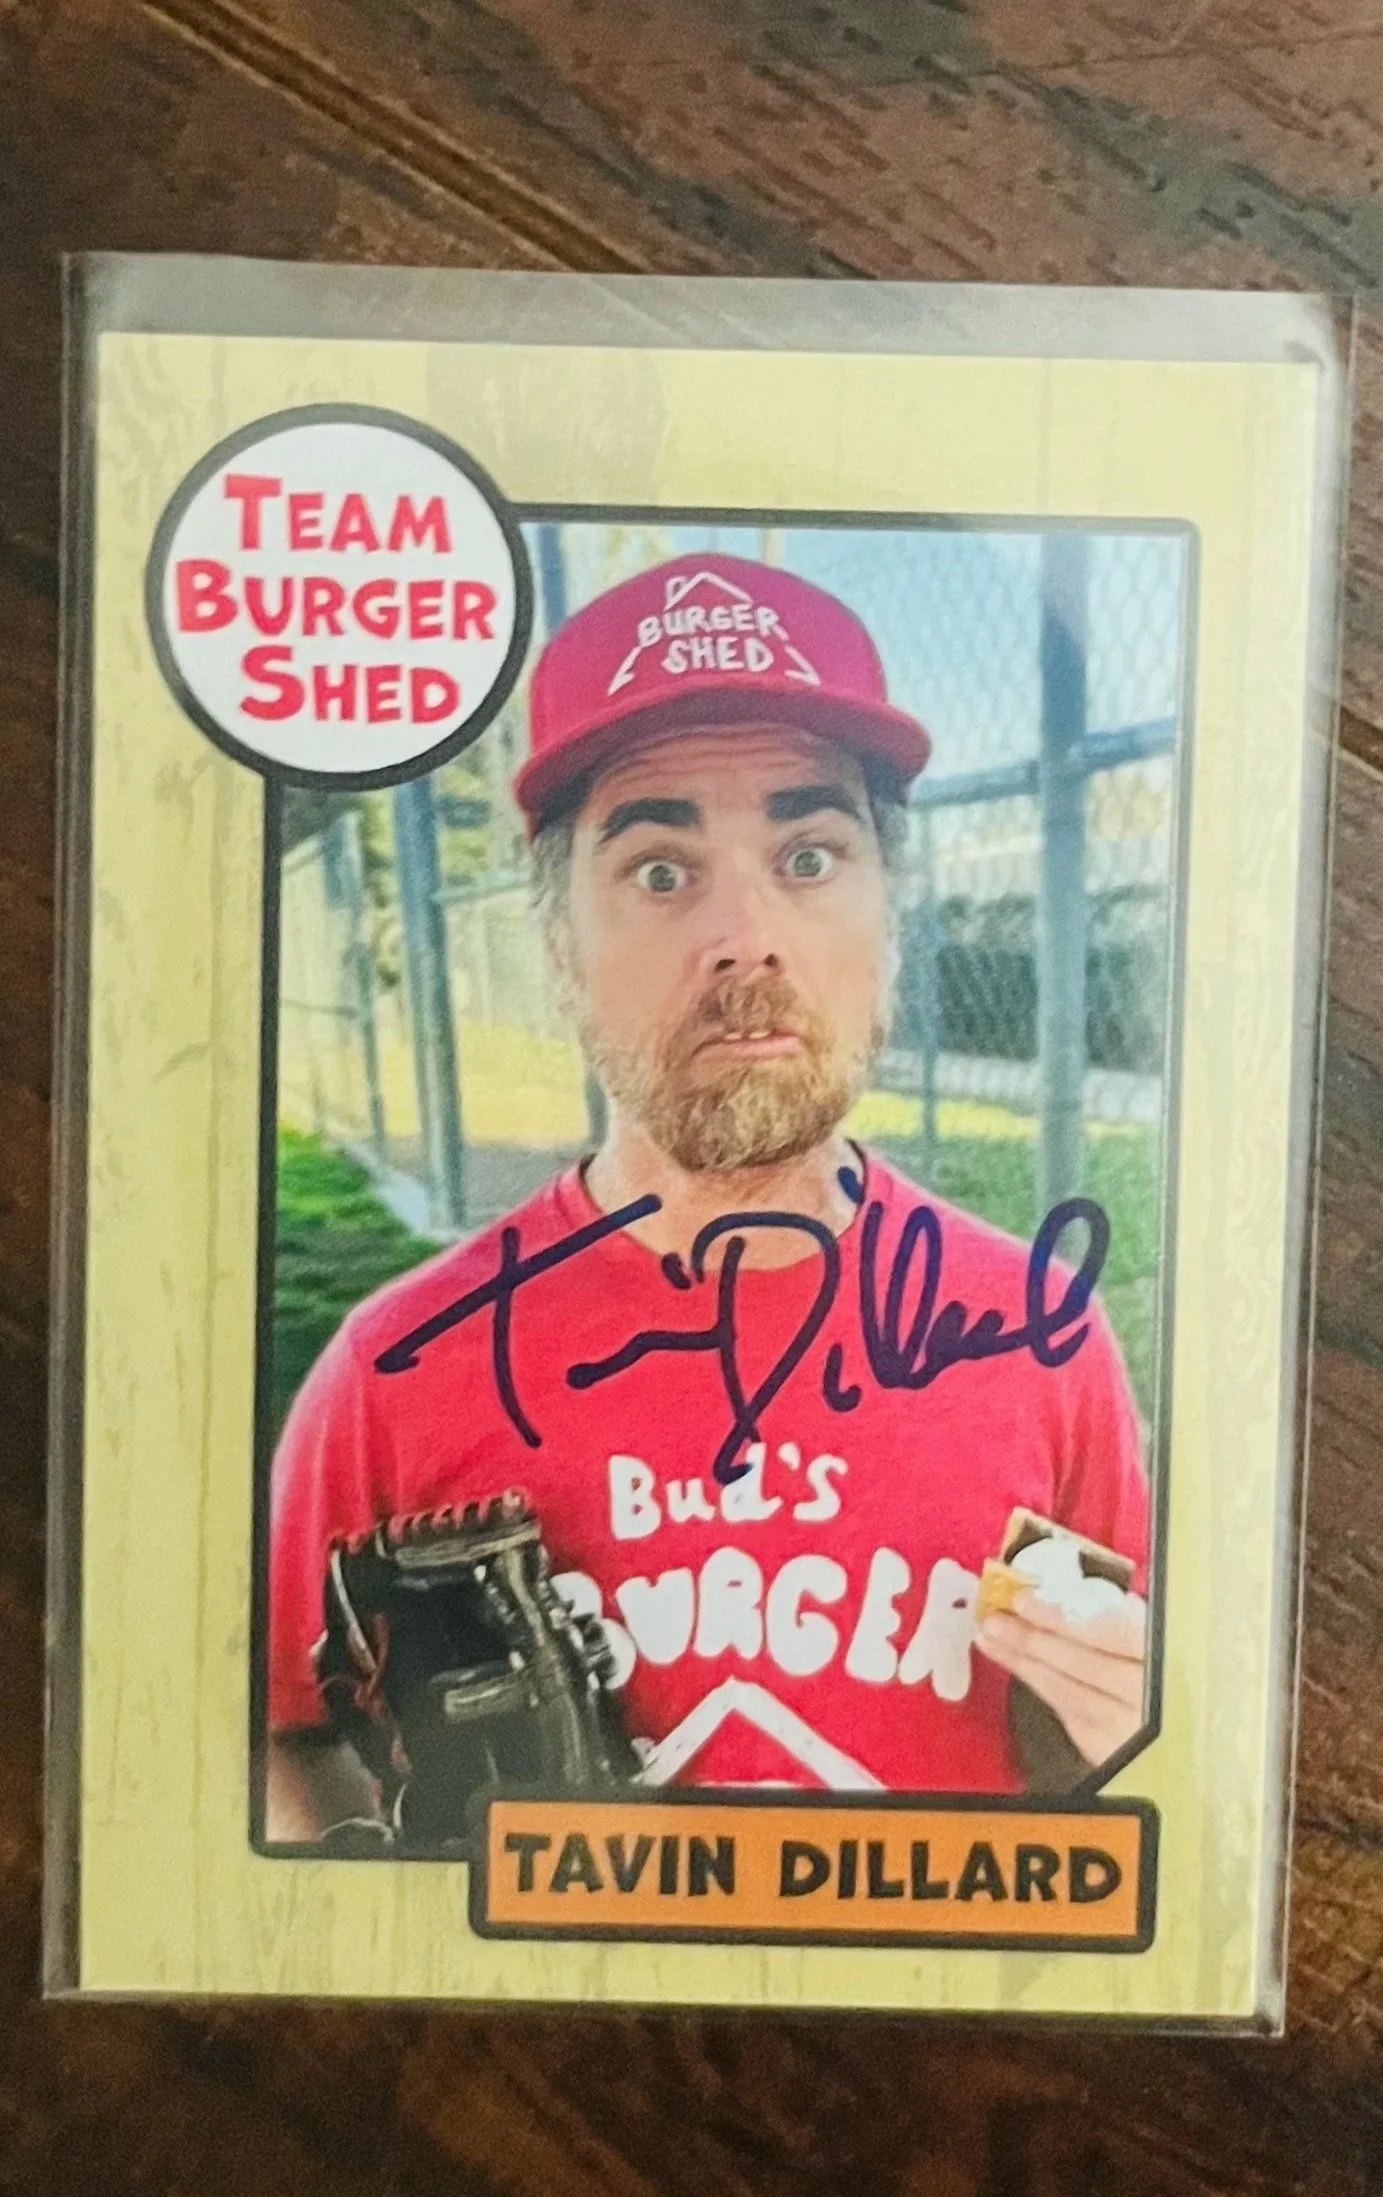 TEAM
BURGER
SHED
BURGER
SHED
T. Dillard
Bud's
BURGER
TAVIN DILLARD